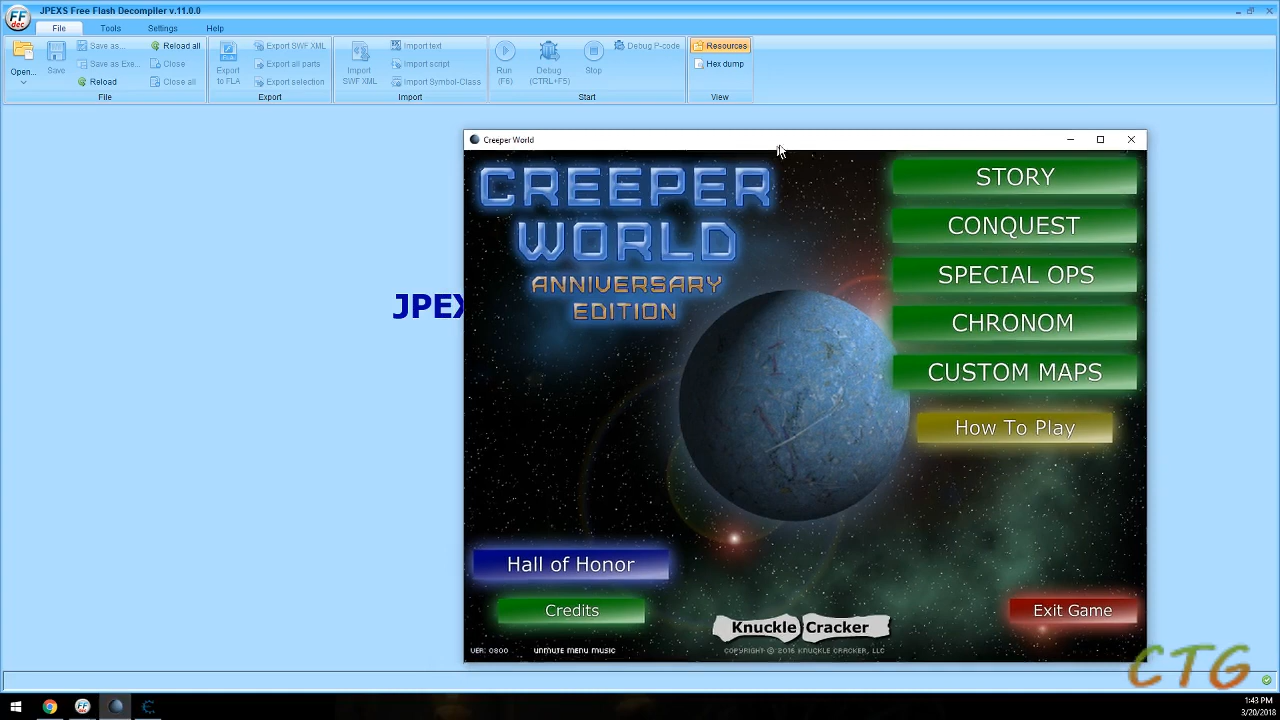 JPEXS Free Flash Decompiler v.11.0.0
FF
dec
File
Tools
Settings
Help
Open...
Save
Save as...
Save as Exe...
Reload
Reload all
Close
Close all
File
Export
to FLA
Export SWF XML
Export all parts
Export selection
Export
Import
SWF XML
Import text
Import script
Import Symbol-Class
Import
Run
(F6)
Debug
(CTRL+F5)
Stop
Debug P-code
Start
Resources
Hex dump
View
JPEX
Creeper World
CREEPER
WORLD
ANNIVERSARY
EDITION
STORY
CONQUEST
SPECIAL OPS
CHRONOM
CUSTOM MAPS
How To Play
Hall of Honor
Credits
Exit Game
Knuckle Cracker
VER: 0800
UNMUTE MENU MUSIC
COPYRIGHT © 2016 KNUCKLE CRACKER, LLC
CTG
1:43 PM
3/20/2018